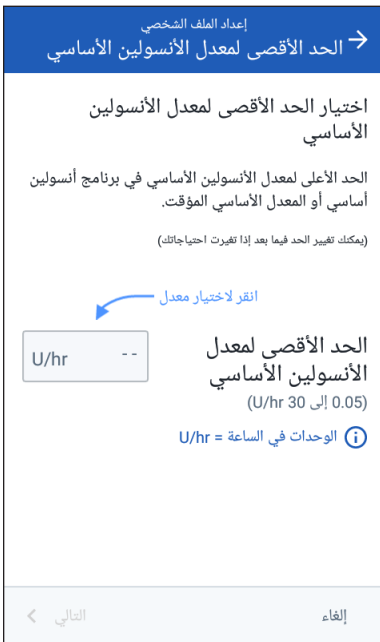 إعداد الملف الشخصي
الحد الأقصى لمعدل الأنسولين الأساسي
اختيار الحد الأقصى لمعدل الأنسولين
الأساسي
الحد الأعلى لمعدل الأنسولين الأساسي في برنامج أنسولين
أساسي أو المعدل الأساسي المؤقت.
(يمكنك تغيير الحد فيما بعد إذا تغيرت احتياجاتك)
انقر لاختيار معدل
الحد الأقصى لمعدل
الأنسولين الأساسي
(0.05 إلى 30 U/hr)
-- U/hr
الوحدات في الساعة = U/hr
إلغاء
التالي